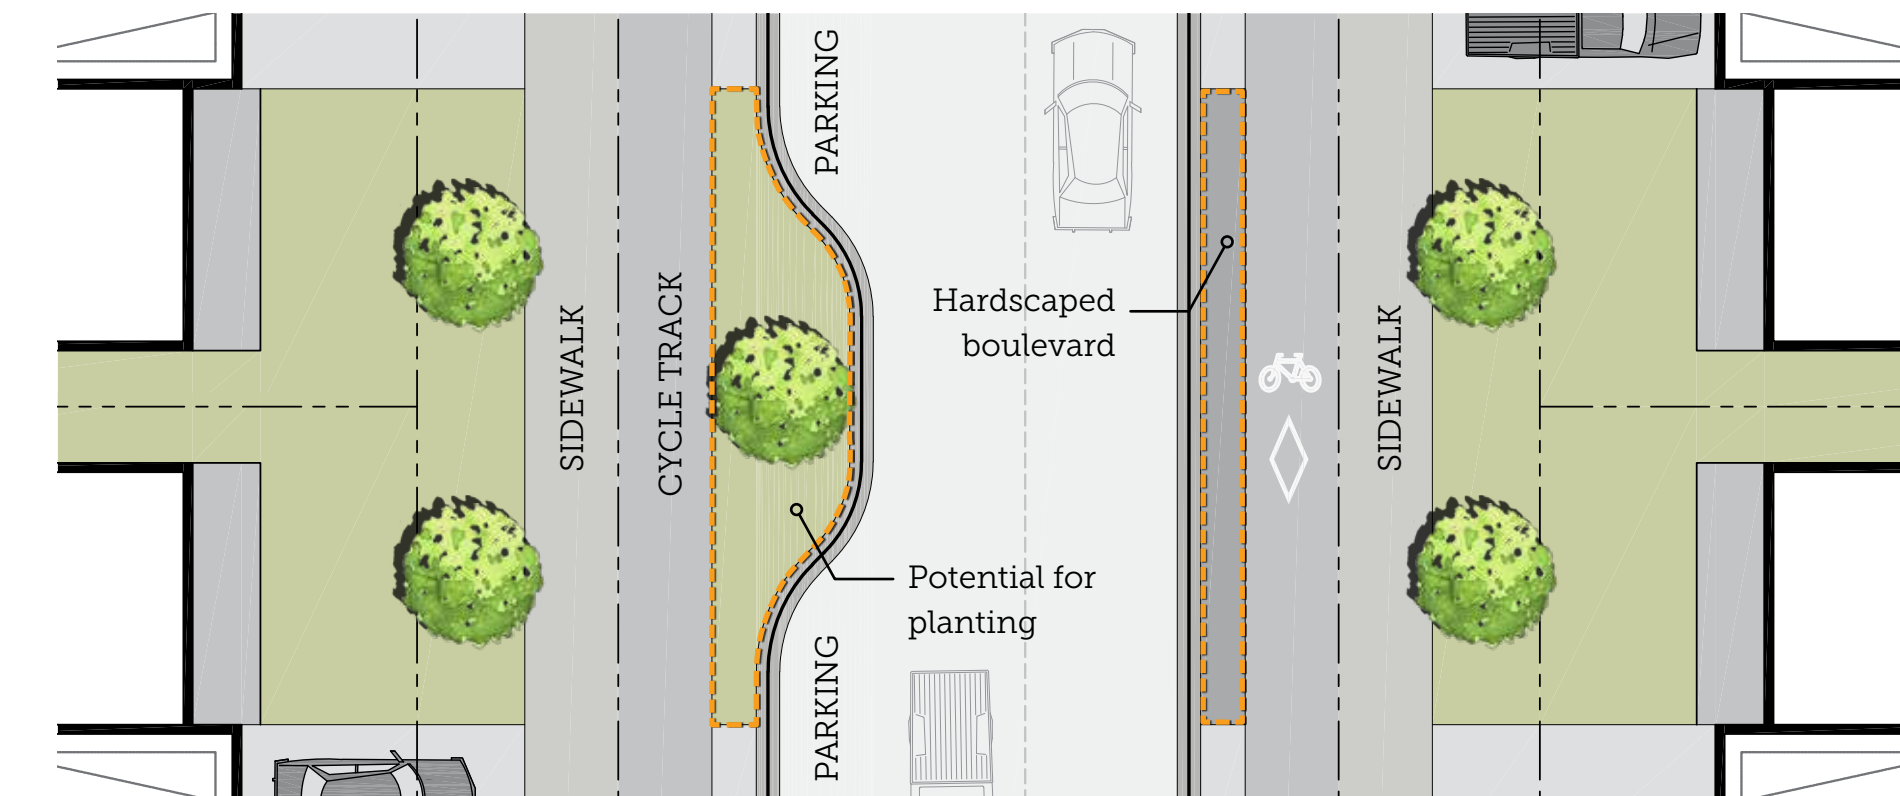 PARKING
SIDEWALK
CYCLE TRACK
Hardscaped
boulevard
SIDEWALK
Potential for
planting
PARKING